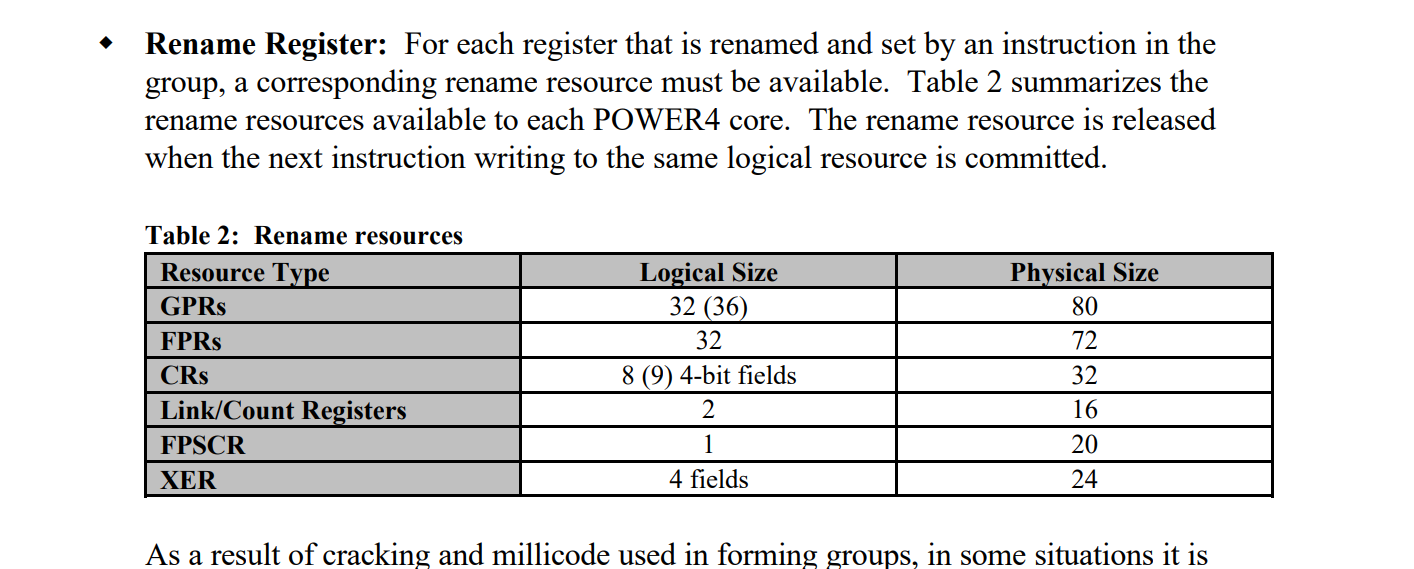 ◆ Rename Register: For each register that is renamed and set by an instruction in the
group, a corresponding rename resource must be available. Table 2 summarizes the
rename resources available to each POWER4 core. The rename resource is released
when the next instruction writing to the same logical resource is committed.
Table 2: Rename resources
Resource Type Logical Size Physical Size
GPRs 32 (36) 80
FPRs 32 72
CRs 8 (9) 4-bit fields 32
Link/Count Registers 2 16
FPSCR 1 20
XER 4 fields 24
As a result of cracking and millicode used in forming groups, in some situations it is